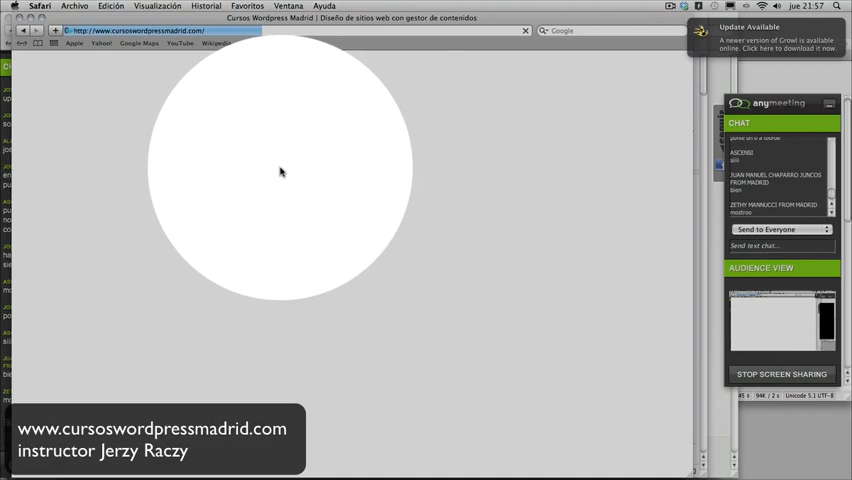 Safari Archivo Edición Visualización Historial Favoritos Ventana Ayuda jue 21:57
Cursos Wordpress Madrid | Diseño de sitios web con gestor de contenidos
http://www.cursoswordpressmadrid.com/
Google
Apple Yahoo! Google Maps YouTube Wikipedia
Update Available
A newer version of Growl is available
online. Click here to download it now.
anymeeting
CHAT
ASCENSI
siiii
JUAN MANUEL CHAPARRO JUNCOS
FROM MADRID
bien
ZETHY MANNUCCI FROM MADRID
mostroo
Send to Everyone
Send text chat...
AUDIENCE VIEW
STOP SCREEN SHARING
94K / 2 s Unicode 5.1 UTF-8
www.cursoswordpressmadrid.com
instructor Jerzy Raczy